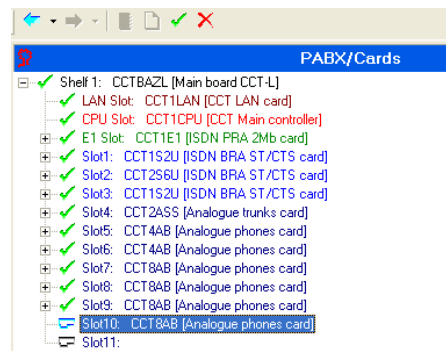 PABX/Cards
Shelf 1: CCTBAZL [Main board CCT-L]
LAN Slot: CCT1LAN [CCT LAN card]
CPU Slot: CCT1CPU [CCT Main controller]
E1 Slot: CCT1E1 [ISDN PRA 2Mb card]
Slot1: CCT1S2U [ISDN BRA ST/CTS card]
Slot2: CCT2S6U [ISDN BRA ST/CTS card]
Slot3: CCT1S2U [ISDN BRA ST/CTS card]
Slot4: CCT2ASS [Analogue trunks card]
Slot5: CCT4AB [Analogue phones card]
Slot6: CCT4AB [Analogue phones card]
Slot7: CCT8AB [Analogue phones card]
Slot8: CCT8AB [Analogue phones card]
Slot9: CCT8AB [Analogue phones card]
Slot10: CCT8AB [Analogue phones card]
Slot11: